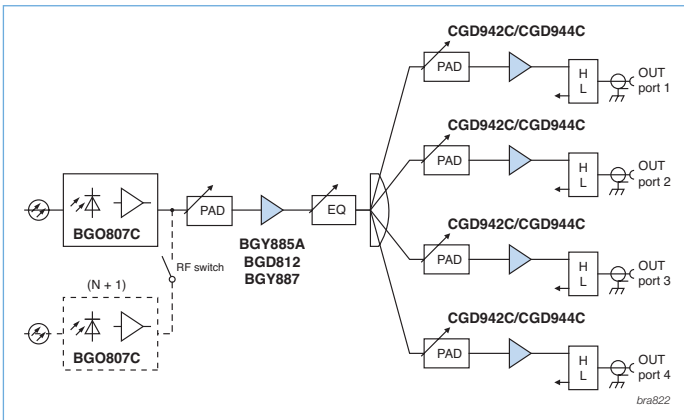 CGD942C/CGD944C
PAD
H
L
OUT
port 1
CGD942C/CGD944C
PAD
H
L
OUT
port 2
BGO807C
PAD
BGY885A
BGD812
BGY887
EQ
RF switch
(N + 1)
BGO807C
CGD942C/CGD944C
PAD
H
L
OUT
port 3
CGD942C/CGD944C
PAD
H
L
OUT
port 4
bra822